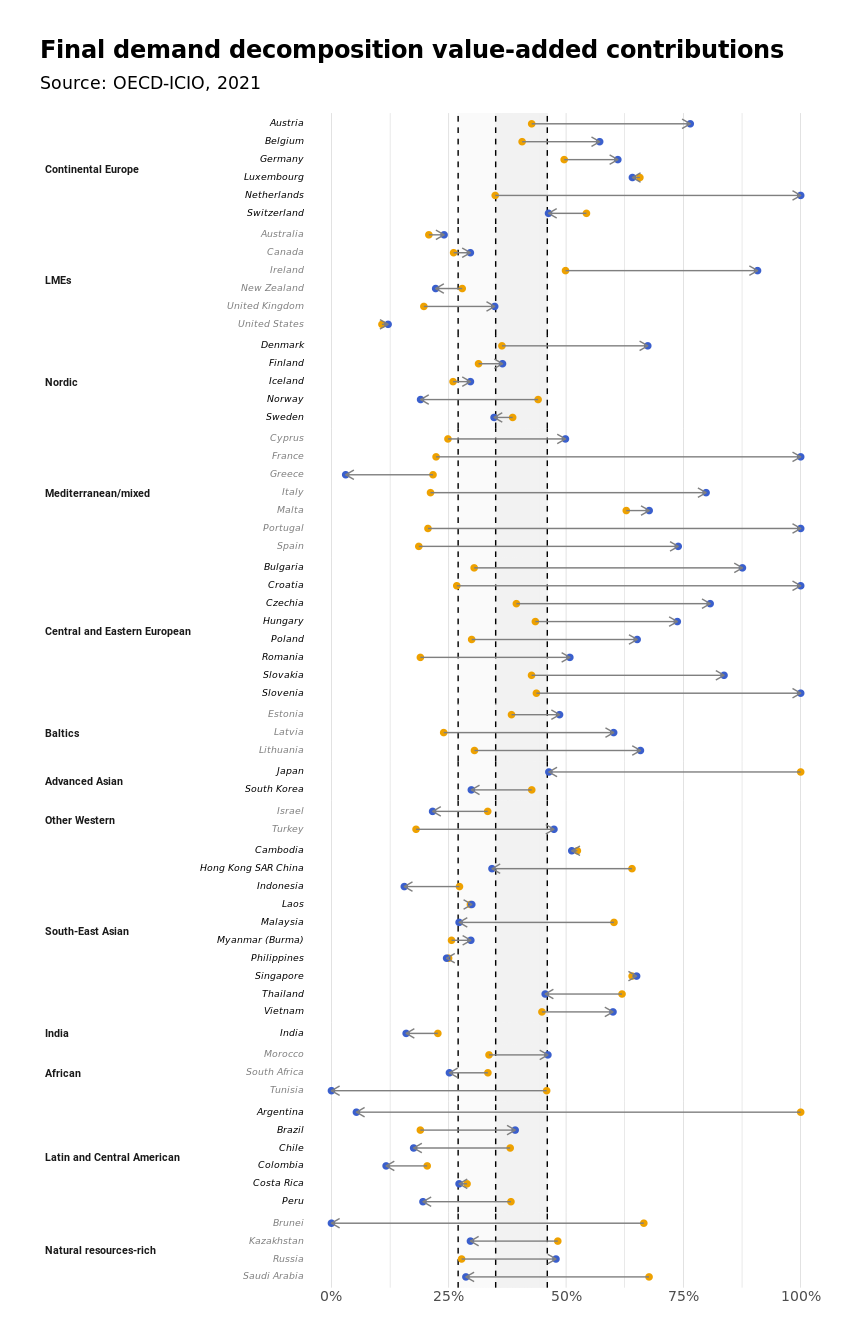 Final demand decomposition value-added contributions
Source: OECD-ICIO, 2021
Continental Europe
Austria
Belgium
Germany
Luxembourg
Netherlands
Switzerland
LMEs
Australia
Canada
Ireland
New Zealand
United Kingdom
United States
Nordic
Denmark
Finland
Iceland
Norway
Sweden
Mediterranean/mixed
Cyprus
France
Greece
Italy
Malta
Portugal
Spain
Central and Eastern European
Bulgaria
Croatia
Czechia
Hungary
Poland
Romania
Slovakia
Slovenia
Baltics
Estonia
Latvia
Lithuania
Advanced Asian
Japan
South Korea
Other Western
Israel
Turkey
South-East Asian
Cambodia
Hong Kong SAR China
Indonesia
Laos
Malaysia
Myanmar (Burma)
Philippines
Singapore
Thailand
Vietnam
India
India
African
Morocco
South Africa
Tunisia
Latin and Central American
Argentina
Brazil
Chile
Colombia
Costa Rica
Peru
Natural resources-rich
Brunei
Kazakhstan
Russia
Saudi Arabia
0% 25% 50% 75% 100%